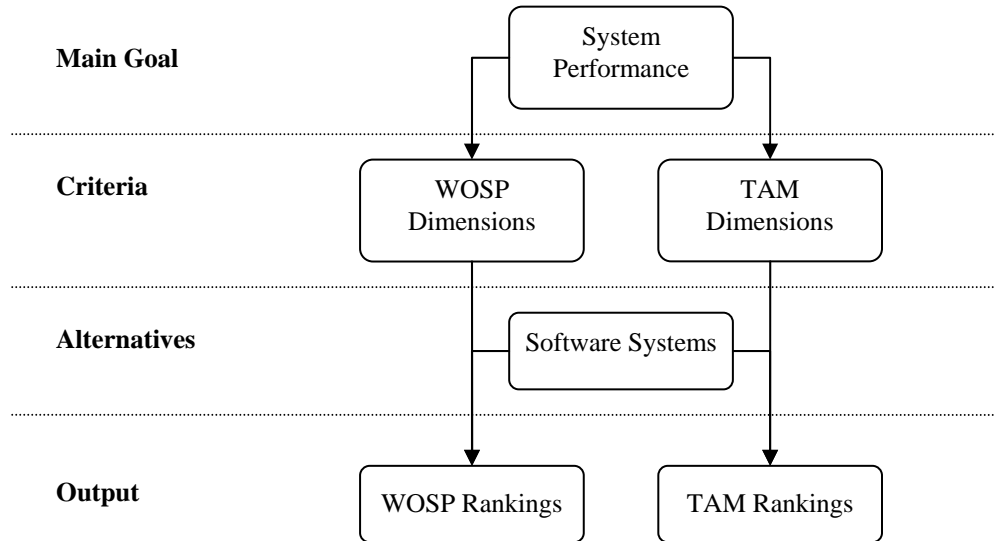 Main Goal
System
Performance
Criteria
WOSP
Dimensions
TAM
Dimensions
Alternatives
Software Systems
Output
WOSP Rankings
TAM Rankings